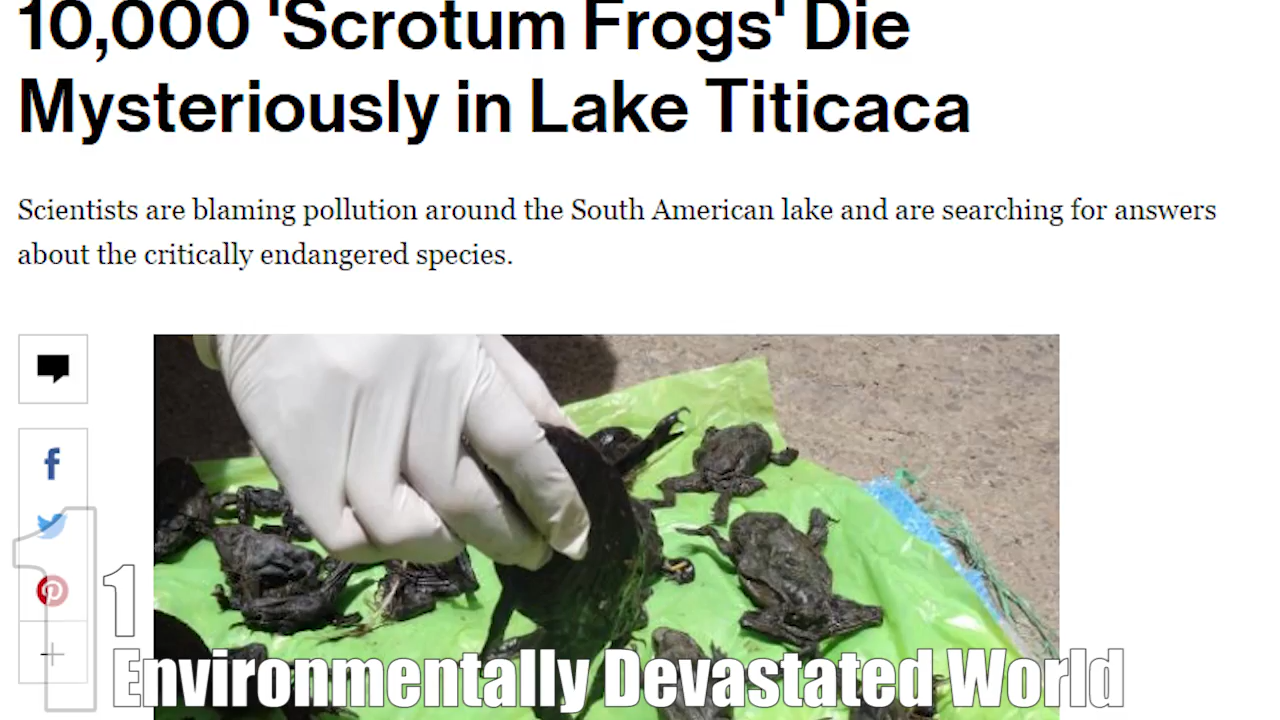 10,000 'Scrotum Frogs' Die
Mysteriously in Lake Titicaca
Scientists are blaming pollution around the South American lake and are searching for answers
about the critically endangered species.
1
1
Environmentally Devastated World